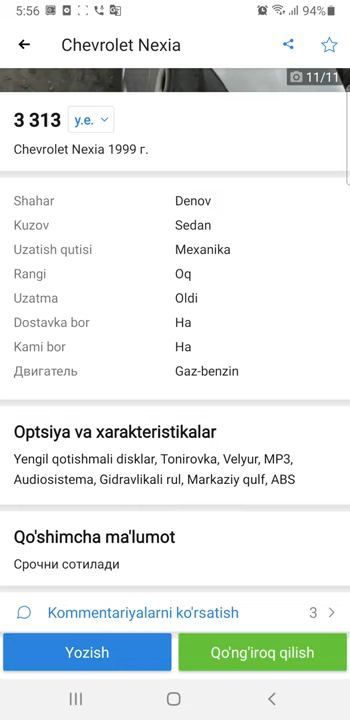 5:56
94%
Chevrolet Nexia
11/11
3 313 y.e.
Chevrolet Nexia 1999 г.
Shahar Denov
Kuzov Sedan
Uzatish qutisi Mexanika
Rangi Oq
Uzatma Oldi
Dostavka bor Ha
Kami bor Ha
Двигатель Gaz-benzin
Optsiya va xarakteristikalar
Yengil qotishmali disklar, Tonirovka, Velyur, MP3,
Audiosistema, Gidravlikali rul, Markaziy qulf, ABS
Qo'shimcha ma'lumot
Срочни сотилади
Kommentariyalarni ko'rsatish 3
Yozish
Qo'ng'iroq qilish